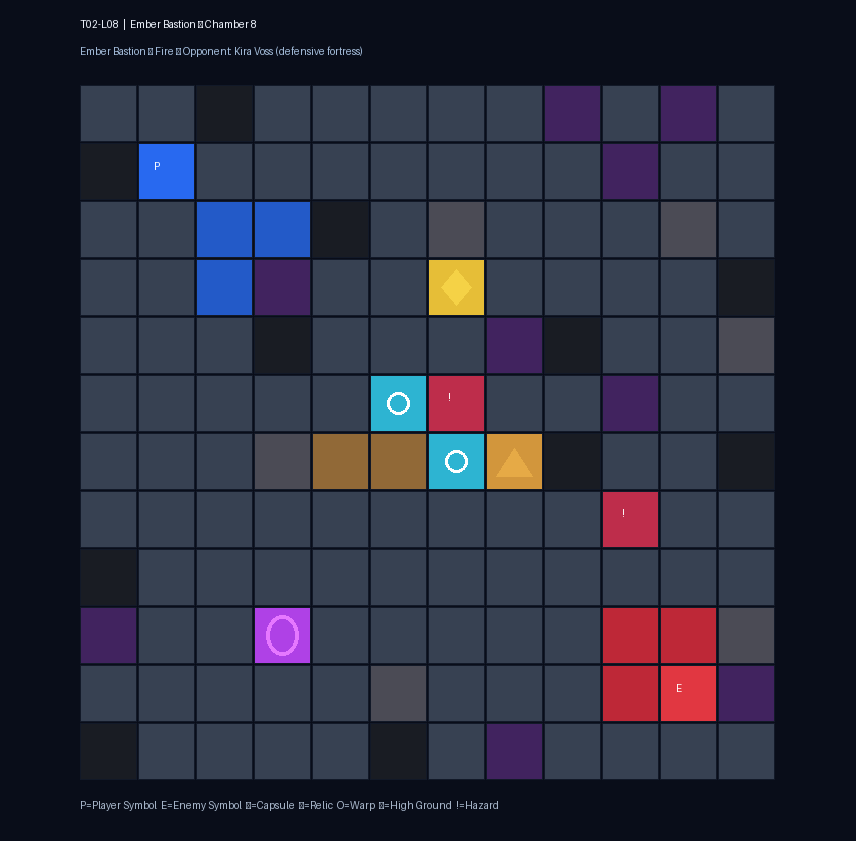 T02-L08 | Ember Bastion ▯ Chamber 8
Ember Bastion ▯ Fire ▯ Opponent: Kira Voss (defensive fortress)
P
!
!
E
P=Player Symbol E=Enemy Symbol ▯=Capsule ▯=Relic O=Warp ▯=High Ground !=Hazard